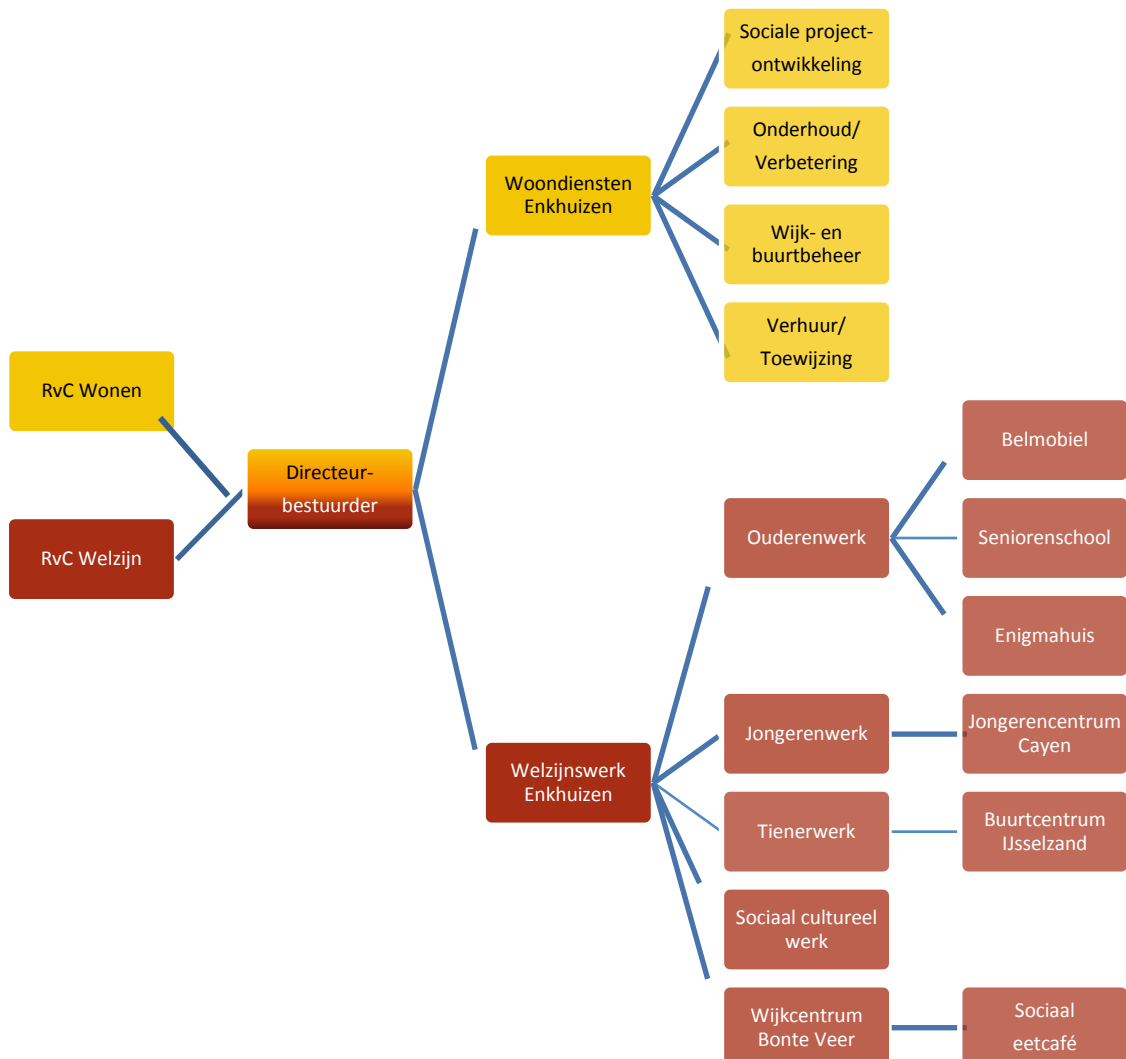 Sociale project-
ontwikkeling
Onderhoud/
Verbetering
Woondiensten
Enkhuizen
Wijk- en
buurtbeheer
Verhuur/
Toewijzing
RvC Wonen
Directeur-
bestuurder
RvC Welzijn
Belmobiel
Ouderenwerk
Seniorenschool
Enigmahuis
Welzijnswerk
Enkhuizen
Jongerenwerk
Jongerencentrum
Cayen
Tienerwerk
Buurtcentrum
IJsselzand
Sociaal cultureel
werk
Wijkcentrum
Bonte Veer
Sociaal
eetcafé